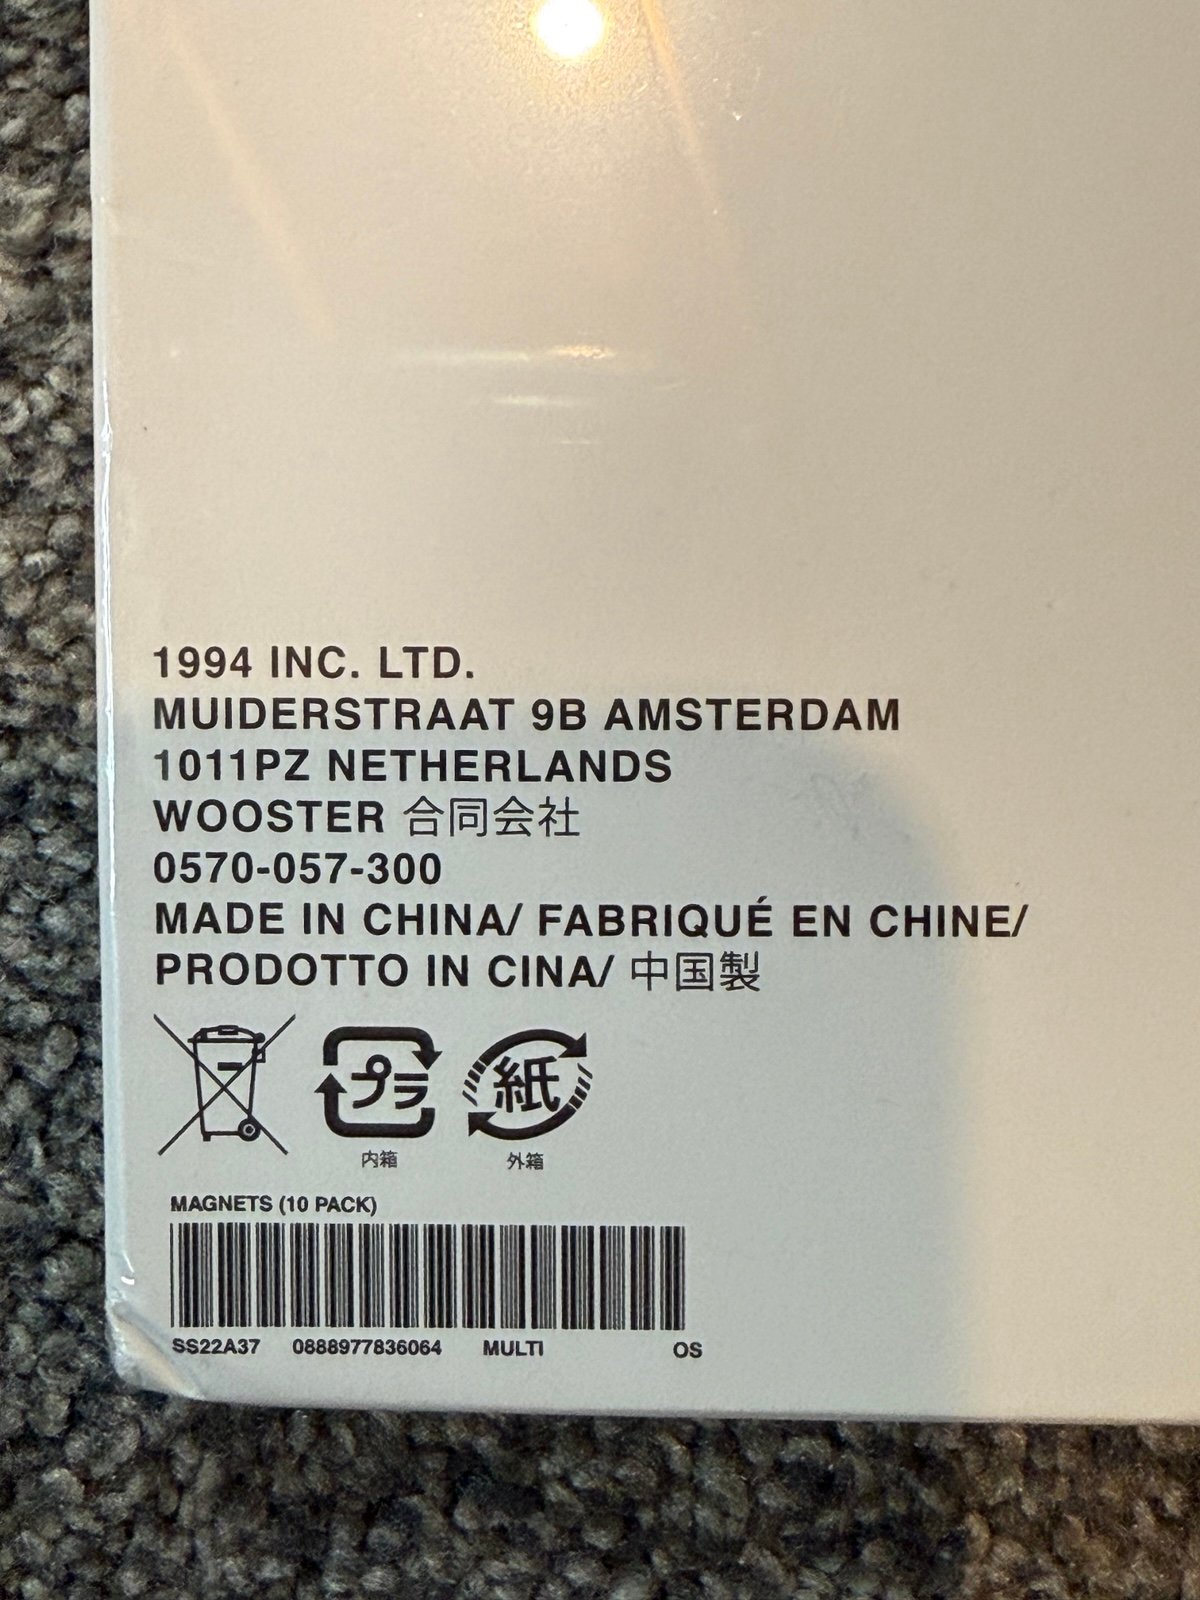 1994 INC. LTD.
MUIDERSTRAAT 9B AMSTERDAM
1011PZ NETHERLANDS
WOOSTER 合同会社
0570-057-300
MADE IN CHINA/ FABRIQUÉ EN CHINE/
PRODOTTO IN CINA/ 中国製
プラ 紙
内箱 外箱
MAGNETS (10 PACK)
SS22A37 0888977836064 MULTI OS